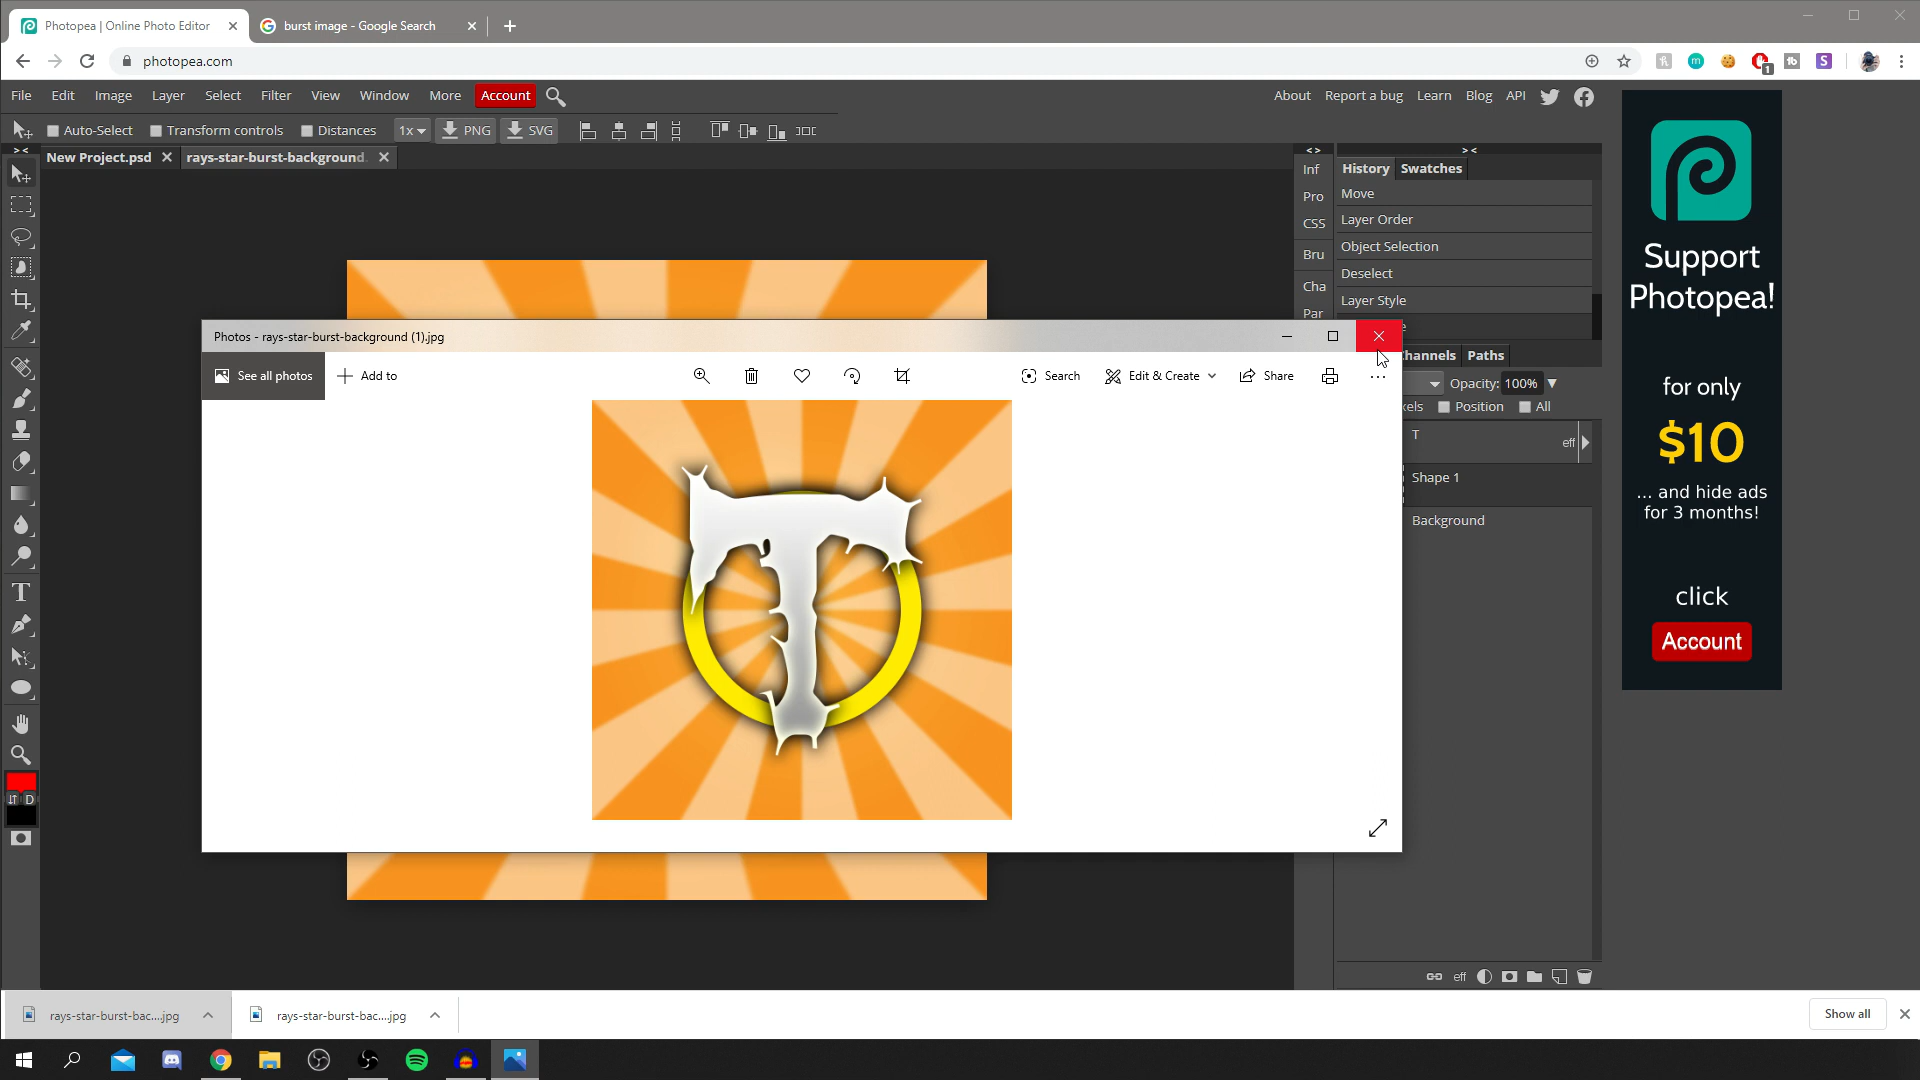 Photopea | Online Photo Editor
burst image - Google Search
photopea.com
1
File Edit Image Layer Select Filter View Window More Account
About Report a bug Learn Blog API
Auto-Select Transform controls Distances 1x PNG SVG
New Project.psd rays-star-burst-background.
Inf
Pro
CSS
Bru
Cha
Par
History Swatches
Move
Layer Order
Object Selection
Deselect
Layer Style
Channels Paths
Opacity: 100%
Position All
T eff
Shape 1
Background
eff
Photos - rays-star-burst-background (1).jpg
See all photos Add to Search Edit & Create Share
T
Support
Photopea!
for only
$10
... and hide ads
for 3 months!
click
Account
T
D
rays-star-burst-bac....jpg
rays-star-burst-bac....jpg
Show all